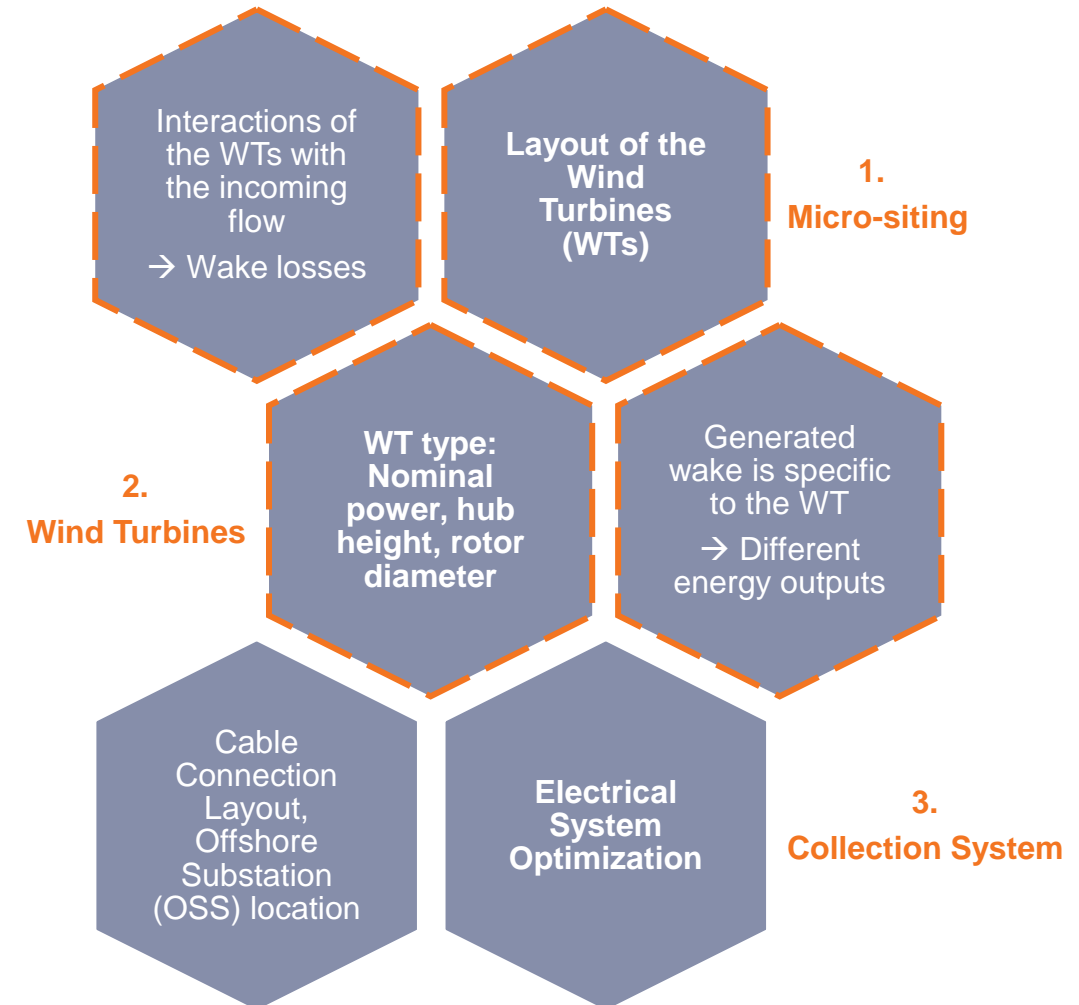 Interactions of
the WTs with
the incoming
flow
→ Wake losses
Layout of the
Wind
Turbines
(WTs)
1.
Micro-siting
2.
Wind Turbines
WT type:
Nominal
power, hub
height, rotor
diameter
Generated
wake is specific
to the WT
→ Different
energy outputs
Cable
Connection
Layout,
Offshore
Substation
(OSS) location
Electrical
System
Optimization
3.
Collection System